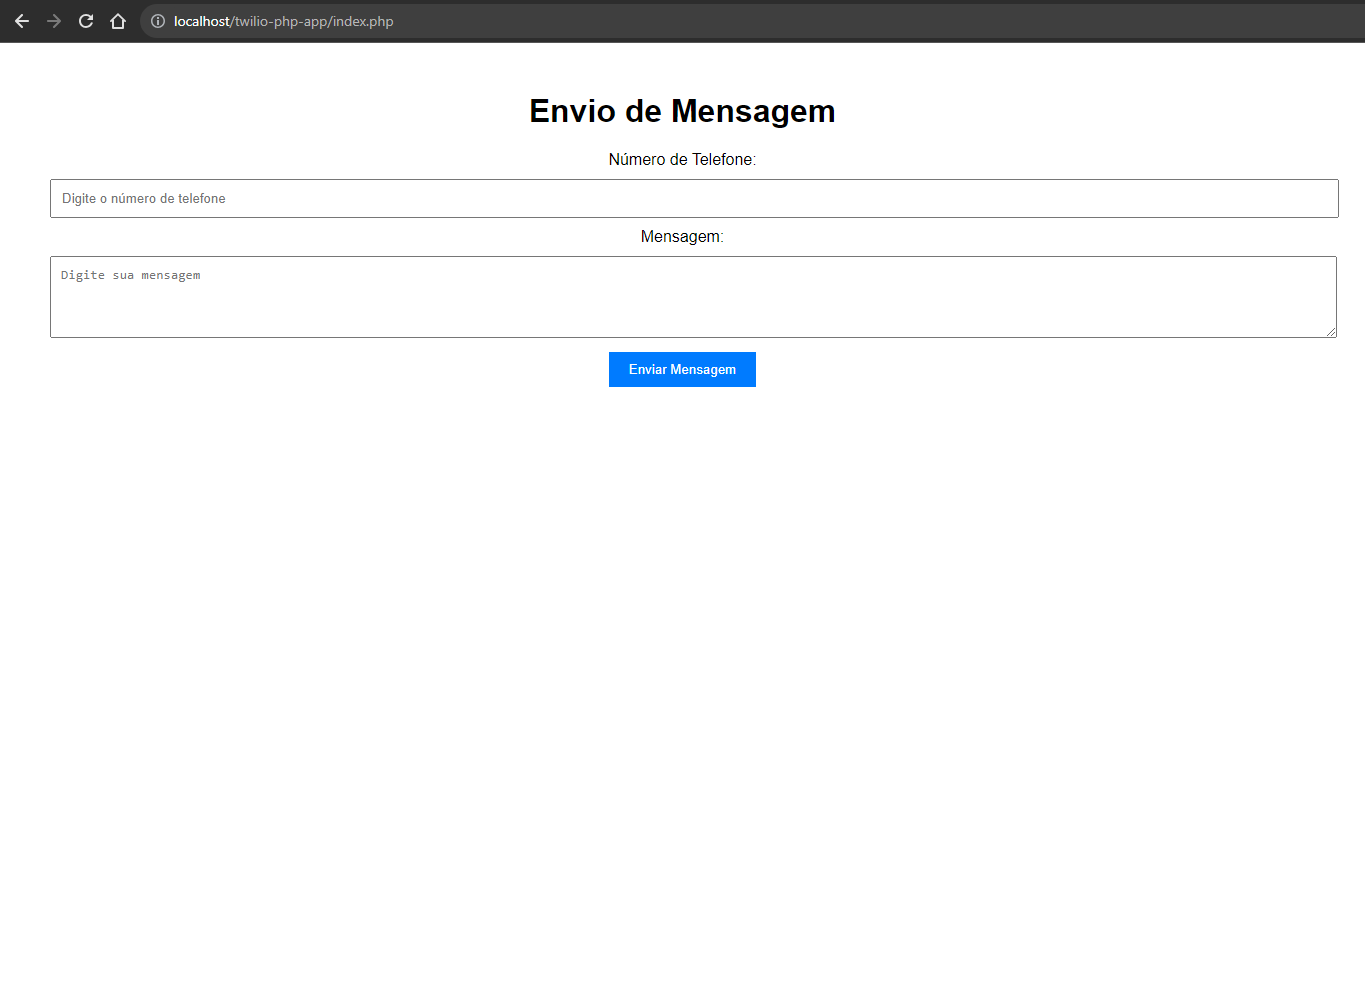 localhost/twilio-php-app/index.php
Envio de Mensagem
Número de Telefone:
Digite o número de telefone
Mensagem:
Digite sua mensagem
Enviar Mensagem